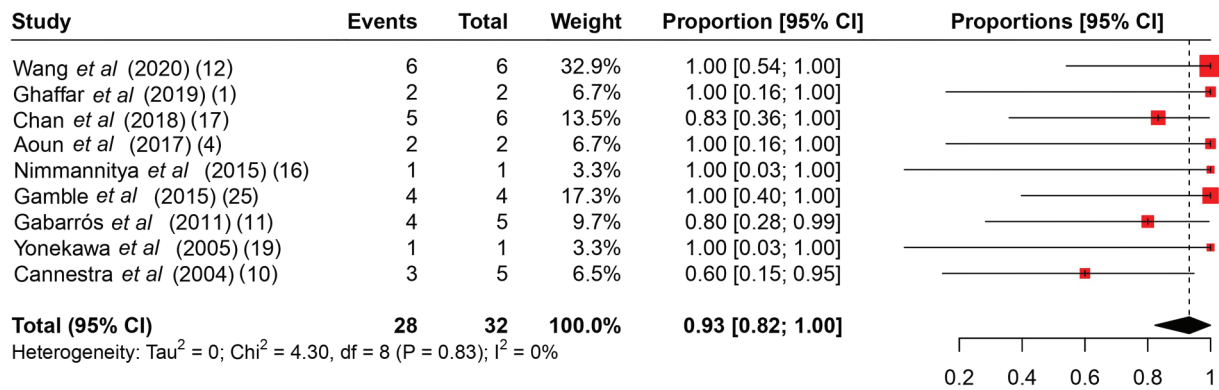 Study Events Total Weight Proportion [95% CI] Proportions [95% CI]
Wang et al (2020) (12) 6 6 32.9% 1.00 [0.54; 1.00]
Ghaffar et al (2019) (1) 2 2 6.7% 1.00 [0.16; 1.00]
Chan et al (2018) (17) 5 6 13.5% 0.83 [0.36; 1.00]
Aoun et al (2017) (4) 2 2 6.7% 1.00 [0.16; 1.00]
Nimmannitya et al (2015) (16) 1 1 3.3% 1.00 [0.03; 1.00]
Gamble et al (2015) (25) 4 4 17.3% 1.00 [0.40; 1.00]
Gabarrós et al (2011) (11) 4 5 9.7% 0.80 [0.28; 0.99]
Yonekawa et al (2005) (19) 1 1 3.3% 1.00 [0.03; 1.00]
Cannestra et al (2004) (10) 3 5 6.5% 0.60 [0.15; 0.95]
Total (95% CI) 28 32 100.0% 0.93 [0.82; 1.00]
Heterogeneity: Tau² = 0; Chi² = 4.30, df = 8 (P = 0.83); I² = 0%
0.2 0.4 0.6 0.8 1